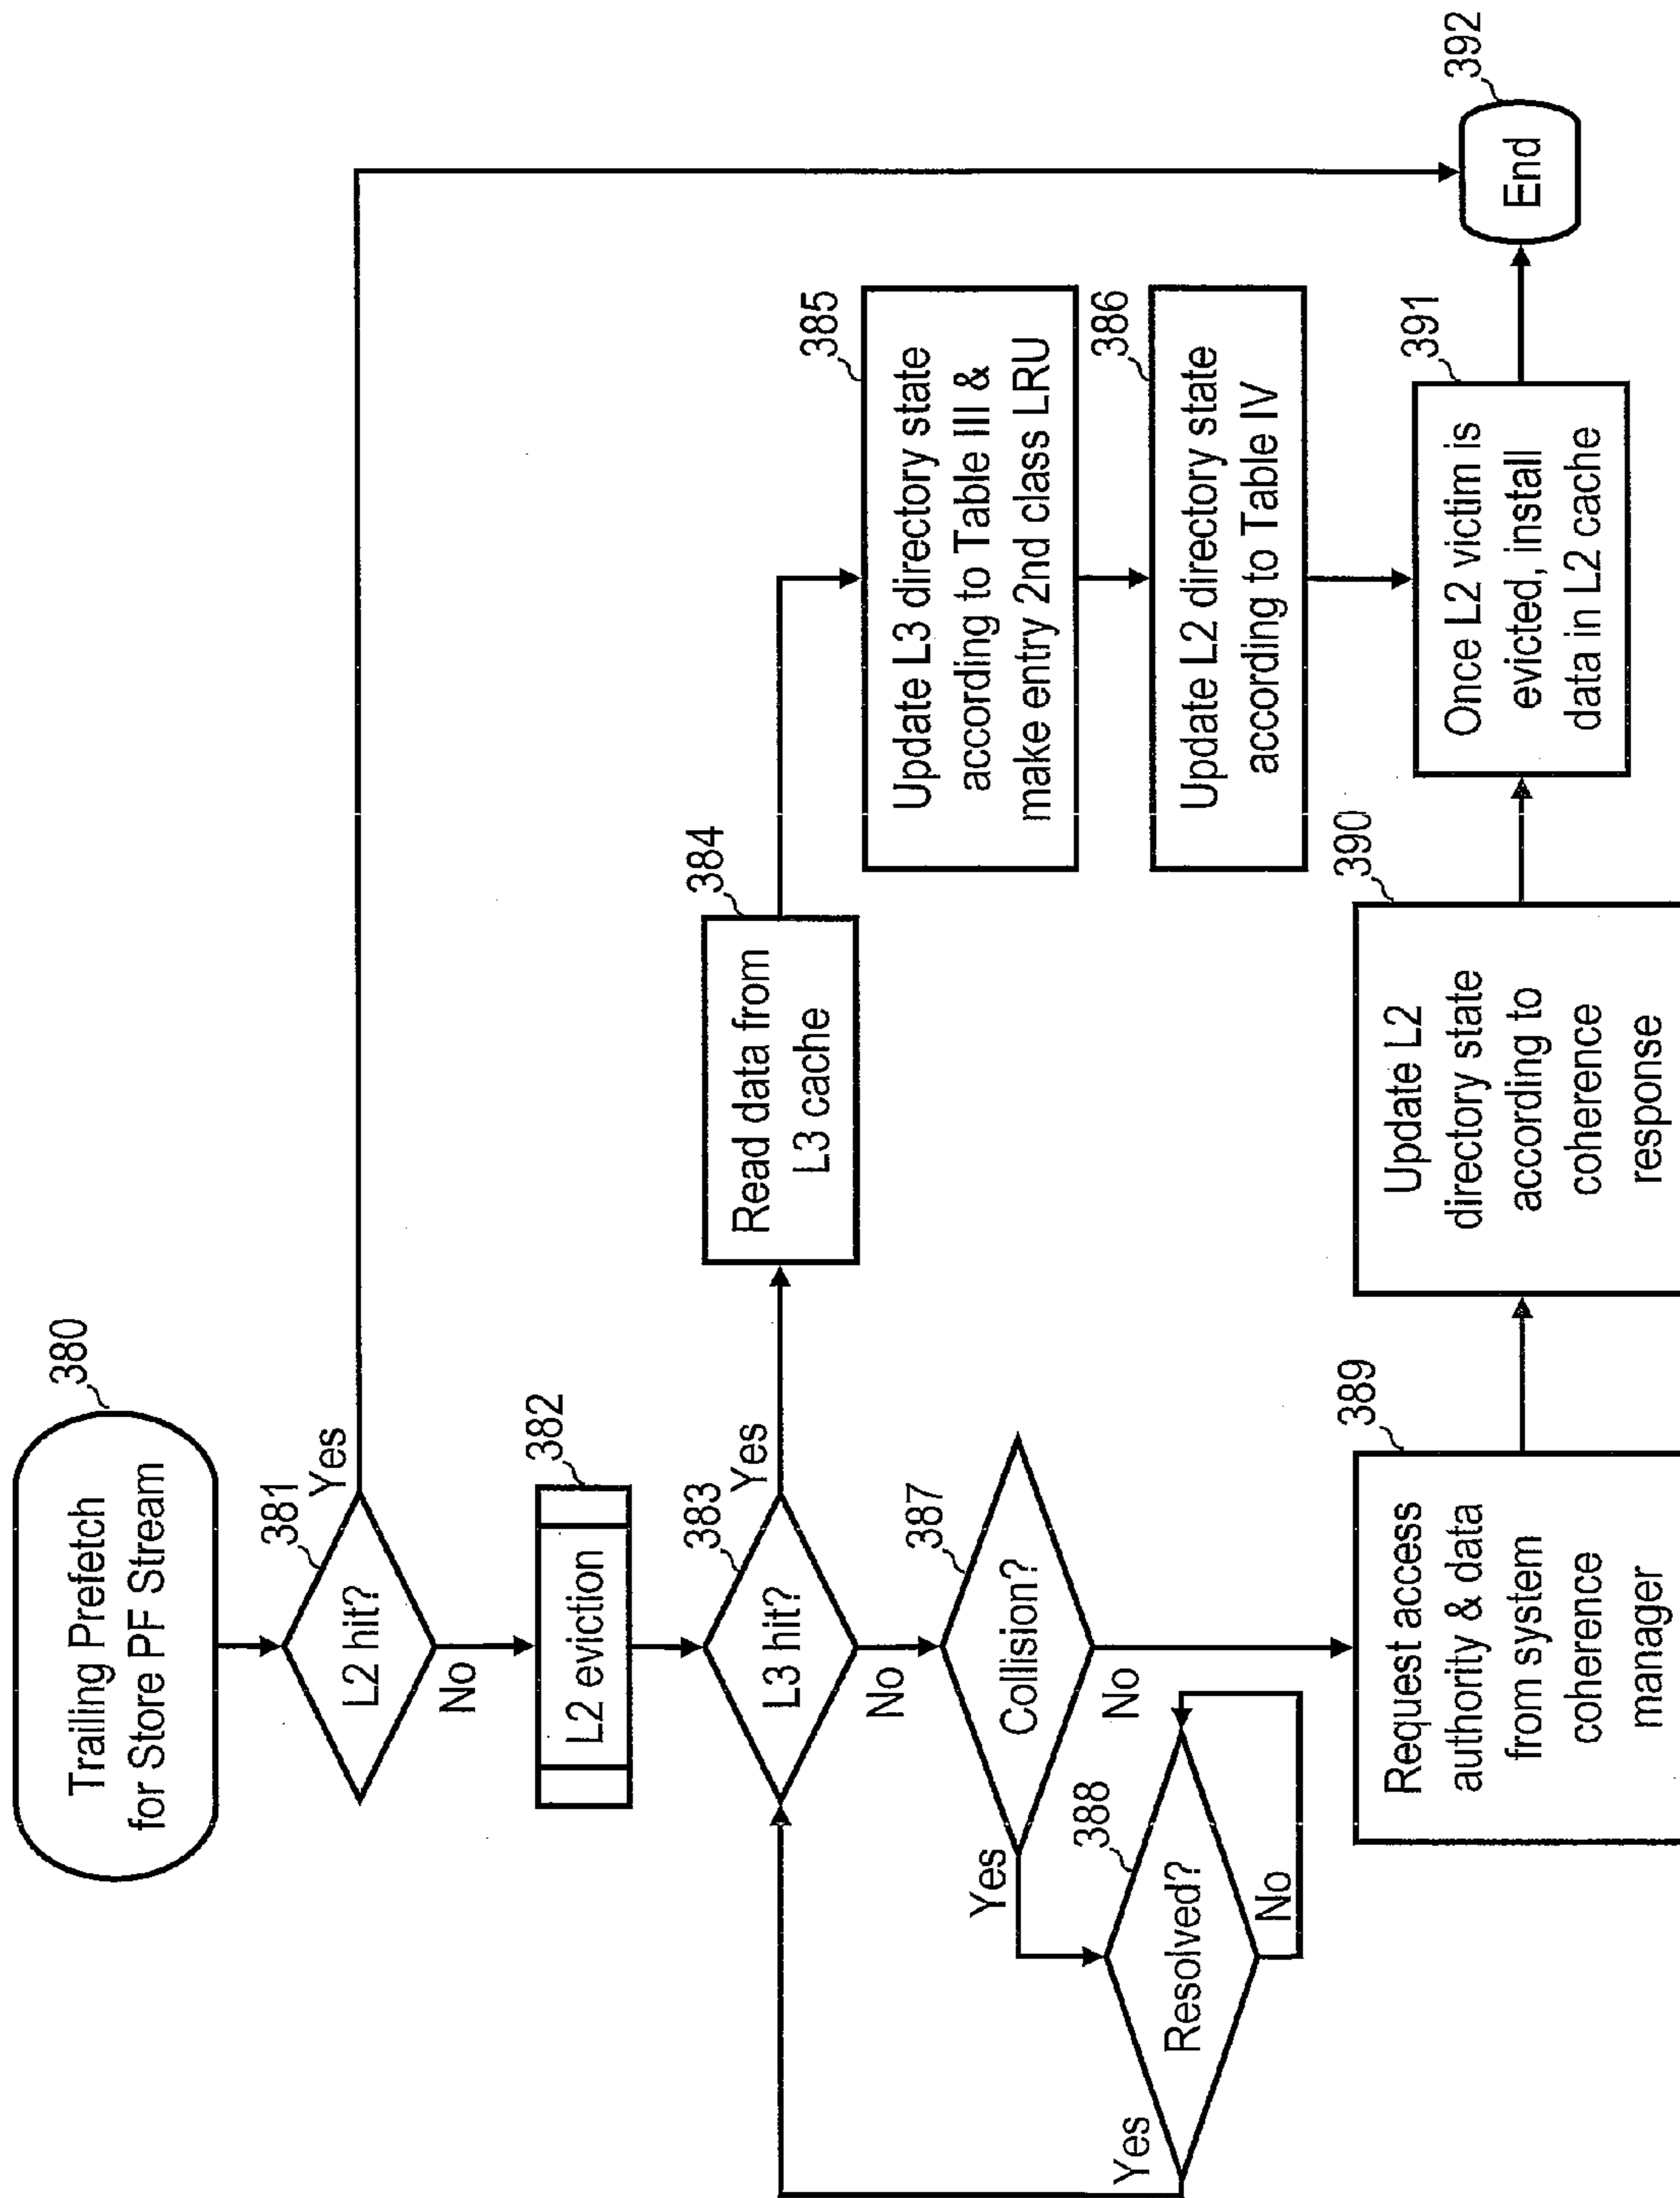 380
Trailing Prefetch
for Store PF Stream
381
L2 hit?
Yes
No
382
L2 eviction
383
L3 hit?
Yes
No
384
Read data from
L3 cache
385
Update L3 directory state
according to Table III &
make entry 2nd class LRU
386
Update L2 directory state
according to Table IV
387
Collision?
Yes
No
388
Resolved?
Yes
No
389
Request access
authority & data
from system
coherence
manager
390
Update L2
directory state
according to
coherence
response
391
Once L2 victim is
evicted, install
data in L2 cache
392
End